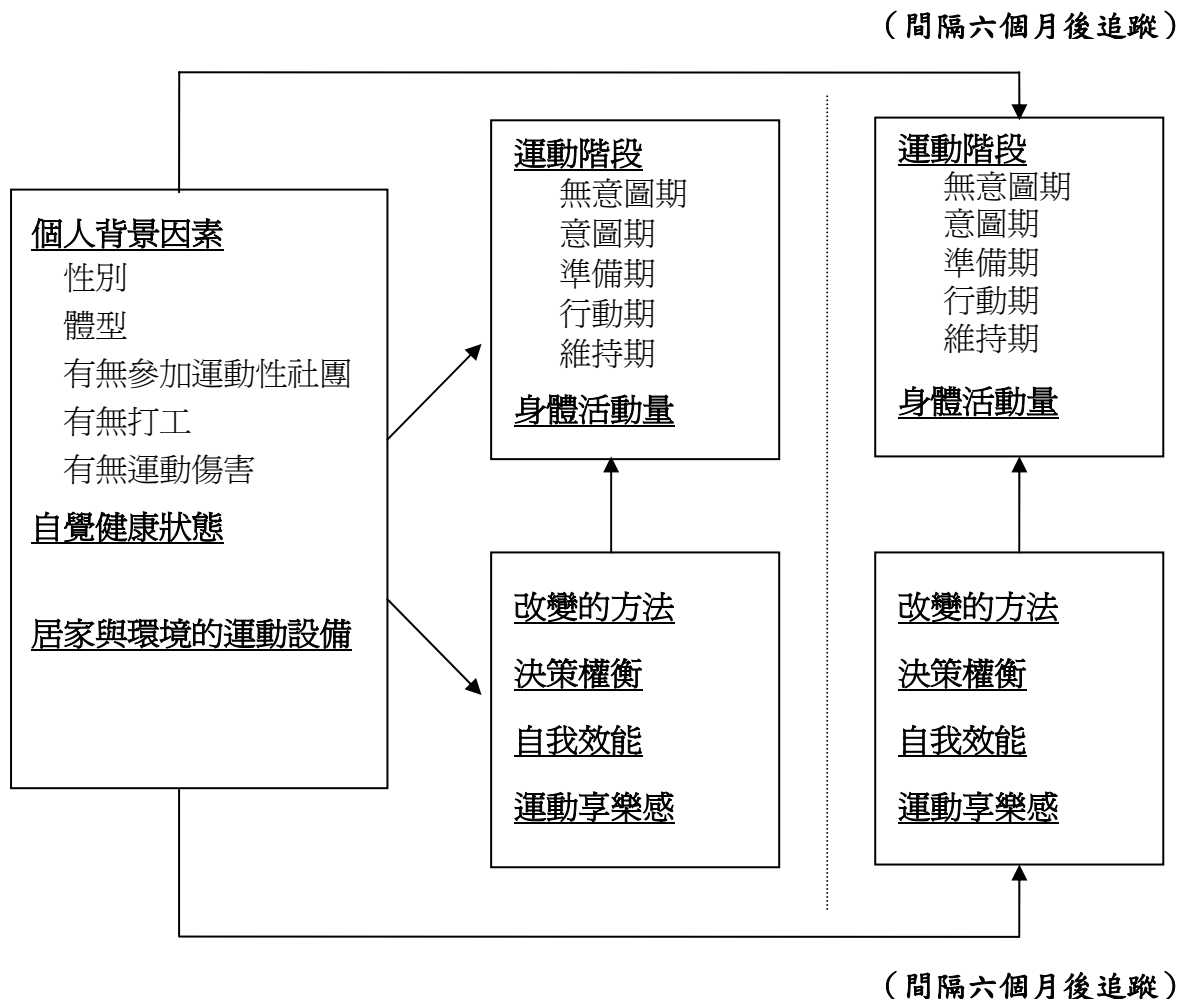 （間隔六個月後追蹤）
個人背景因素
性別
體型
有無參加運動性社團
有無打工
有無運動傷害
自覺健康狀態
居家與環境的運動設備
運動階段
無意圖期
意圖期
準備期
行動期
維持期
身體活動量
改變的方法
決策權衡
自我效能
運動享樂感
運動階段
無意圖期
意圖期
準備期
行動期
維持期
身體活動量
改變的方法
決策權衡
自我效能
運動享樂感
（間隔六個月後追蹤）